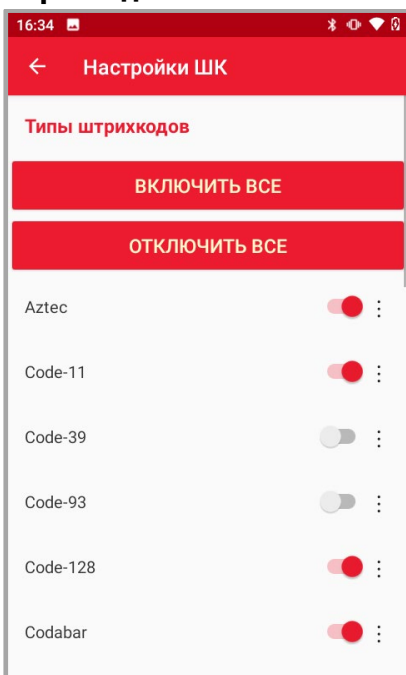 16:34
Настройки ШК
Типы штрихкодов
ВКЛЮЧИТЬ ВСЕ
ОТКЛЮЧИТЬ ВСЕ
Aztec
Code-11
Code-39
Code-93
Code-128
Codabar